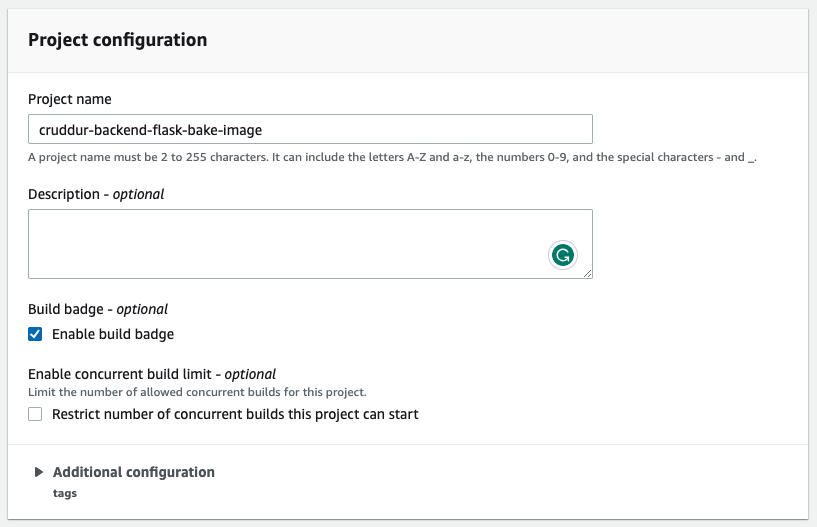 Project configuration
Project name
cruddur-backend-flask-bake-image
A project name must be 2 to 255 characters. It can include the letters A-Z and a-z, the numbers 0-9, and the special characters - and _.
Description - optional
Build badge - optional
Enable build badge
Enable concurrent build limit - optional
Limit the number of allowed concurrent builds for this project.
Restrict number of concurrent builds this project can start
Additional configuration
tags